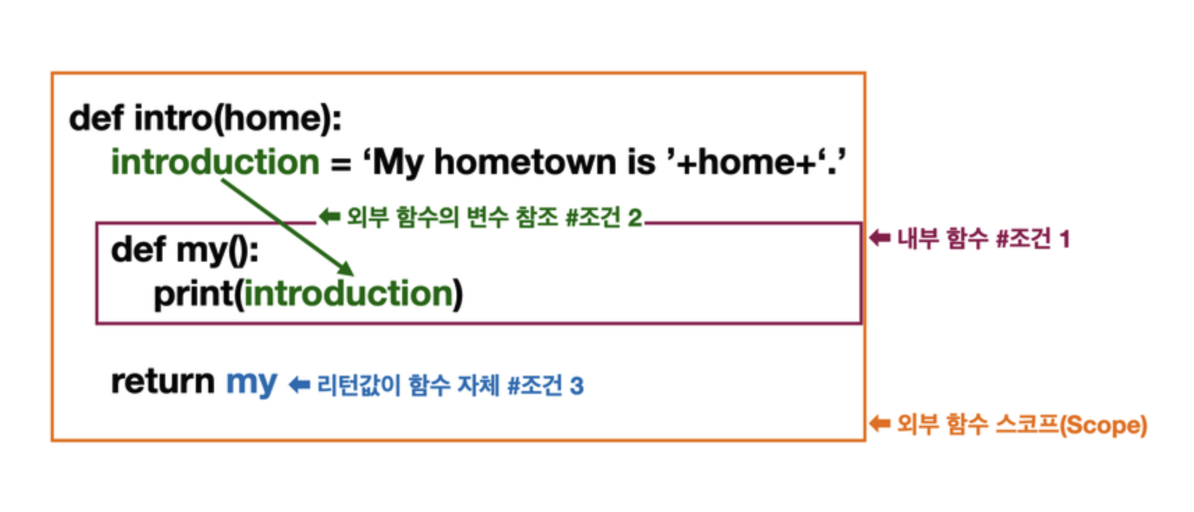 def intro(home):
introduction = ‘My hometown is ’+home+‘.’
⬅ 외부 함수의 변수 참조 #조건 2
⬅ 내부 함수 #조건 1
def my():
print(introduction)
return my ⬅ 리턴값이 함수 자체 #조건 3
⬅ 외부 함수 스코프(Scope)